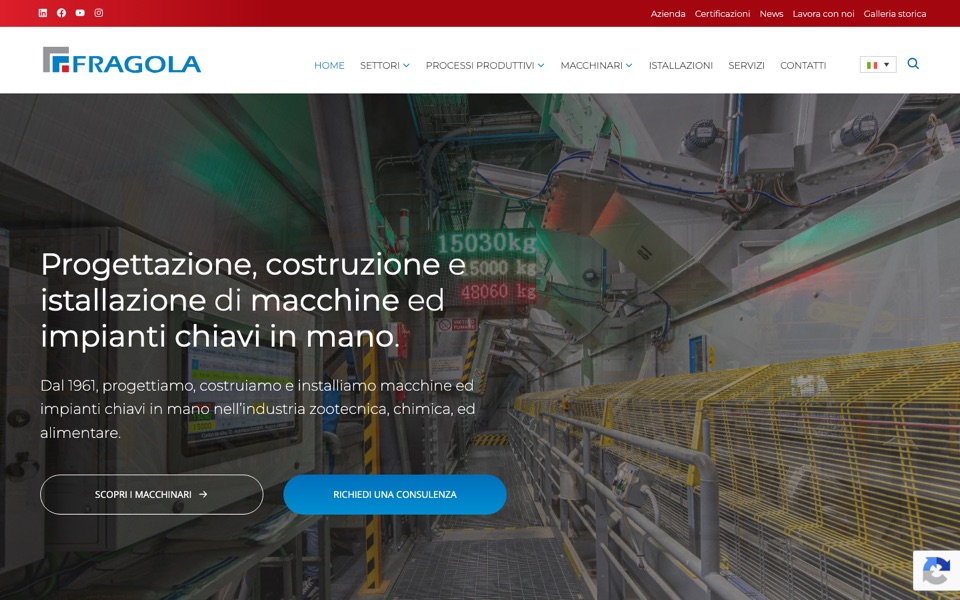 Azienda Certificazioni News Lavora con noi Galleria storica
FRAGOLA
HOME SETTORI PROCESSI PRODUTTIVI MACCHINARI ISTALLAZIONI SERVIZI CONTATTI
15030kg
15000 kg
48060 kg
Progettazione, costruzione e
istallazione di macchine ed
impianti chiavi in mano.
Dal 1961, progettiamo, costruiamo e installiamo macchine ed
impianti chiavi in mano nell'industria zootecnica, chimica, ed
alimentare.
SCOPRI I MACCHINARI →
RICHIEDI UNA CONSULENZA